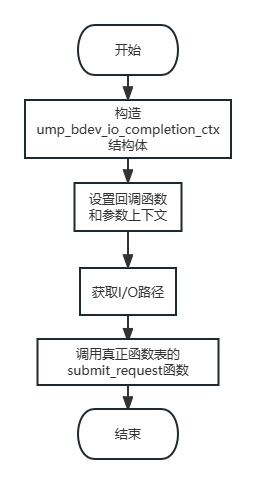 开始
构造
ump_bdev_io_completion_ctx
结构体
设置回调函数
和参数上下文
获取I/O路径
调用真正函数表的
submit_request函数
结束